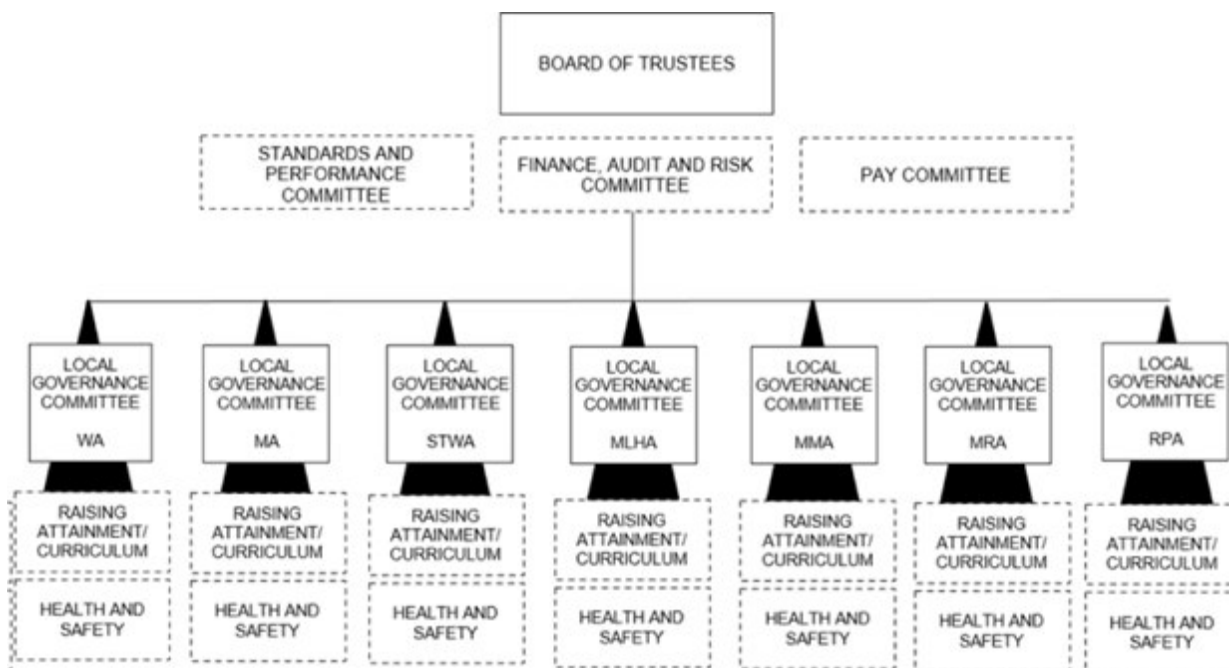 BOARD OF TRUSTEES
STANDARDS AND
PERFORMANCE
COMMITTEE
FINANCE, AUDIT AND RISK
COMMITTEE
PAY COMMITTEE
LOCAL
GOVERNANCE
COMMITTEE
WA
LOCAL
GOVERNANCE
COMMITTEE
MA
LOCAL
GOVERNANCE
COMMITTEE
STWA
LOCAL
GOVERNANCE
COMMITTEE
MLHA
LOCAL
GOVERNANCE
COMMITTEE
MMA
LOCAL
GOVERNANCE
COMMITTEE
MRA
LOCAL
GOVERNANCE
COMMITTEE
RPA
RAISING
ATTAINMENT/
CURRICULUM
RAISING
ATTAINMENT/
CURRICULUM
RAISING
ATTAINMENT/
CURRICULUM
RAISING
ATTAINMENT/
CURRICULUM
RAISING
ATTAINMENT/
CURRICULUM
RAISING
ATTAINMENT/
CURRICULUM
RAISING
ATTAINMENT/
CURRICULUM
HEALTH AND
SAFETY
HEALTH AND
SAFETY
HEALTH AND
SAFETY
HEALTH AND
SAFETY
HEALTH AND
SAFETY
HEALTH AND
SAFETY
HEALTH AND
SAFETY